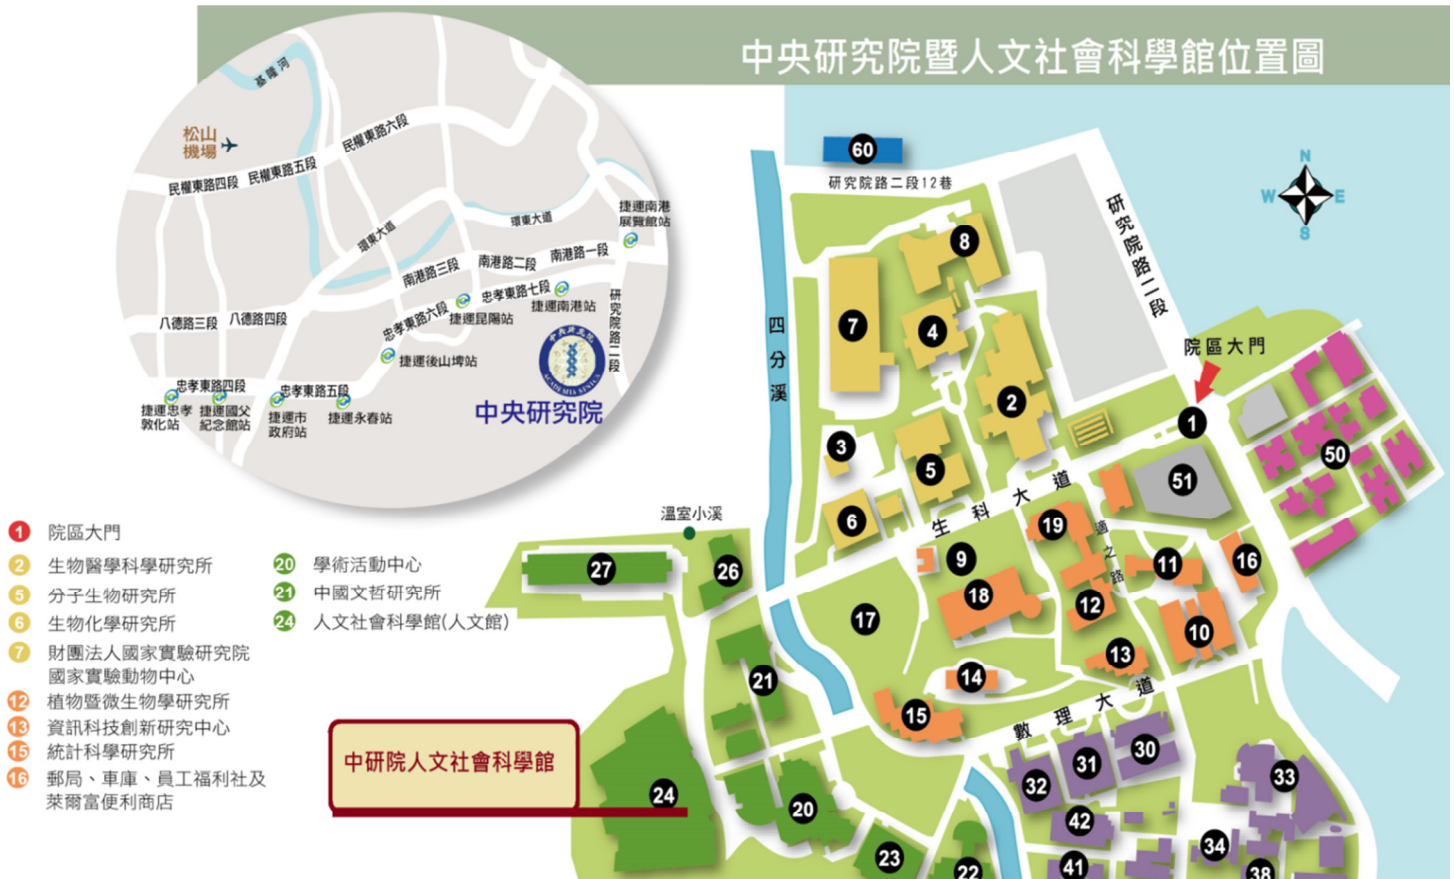 中央研究院暨人文社會科學館位置圖
基隆河
松山
機場
民權東路四段
民權東路五段
民權東路六段
捷運南港
展覽館站
環東大道
環東大道
南港路三段
南港路二段
南港路一段
忠孝東路七段
忠孝東路六段
捷運昆陽站
捷運南港站
研究院路二段
八德路三段
八德路四段
捷運後山埤站
中央研究院
ACADEMIA SINICA
中央研究院
忠孝東路四段
忠孝東路五段
捷運忠孝
敦化站
捷運國父
紀念館站
捷運市
政府站
捷運永春站
60
研究院路二段12巷
N
W
E
S
研究院路二段
四分溪
院區大門
8
7
4
2
1
3
5
6
50
51
生科大道
適之路
溫室小溪
27
26
9
19
11
16
18
12
17
10
13
14
15
21
數理大道
24
20
23
22
30
31
32
33
42
34
41
38
中研院人文社會科學館
1 院區大門
2 生物醫學科學研究所
5 分子生物研究所
6 生物化學研究所
7 財團法人國家實驗研究院
國家實驗動物中心
12 植物暨微生物學研究所
13 資訊科技創新研究中心
15 統計科學研究所
16 郵局、車庫、員工福利社及
萊爾富便利商店
20 學術活動中心
21 中國文哲研究所
24 人文社會科學館(人文館)